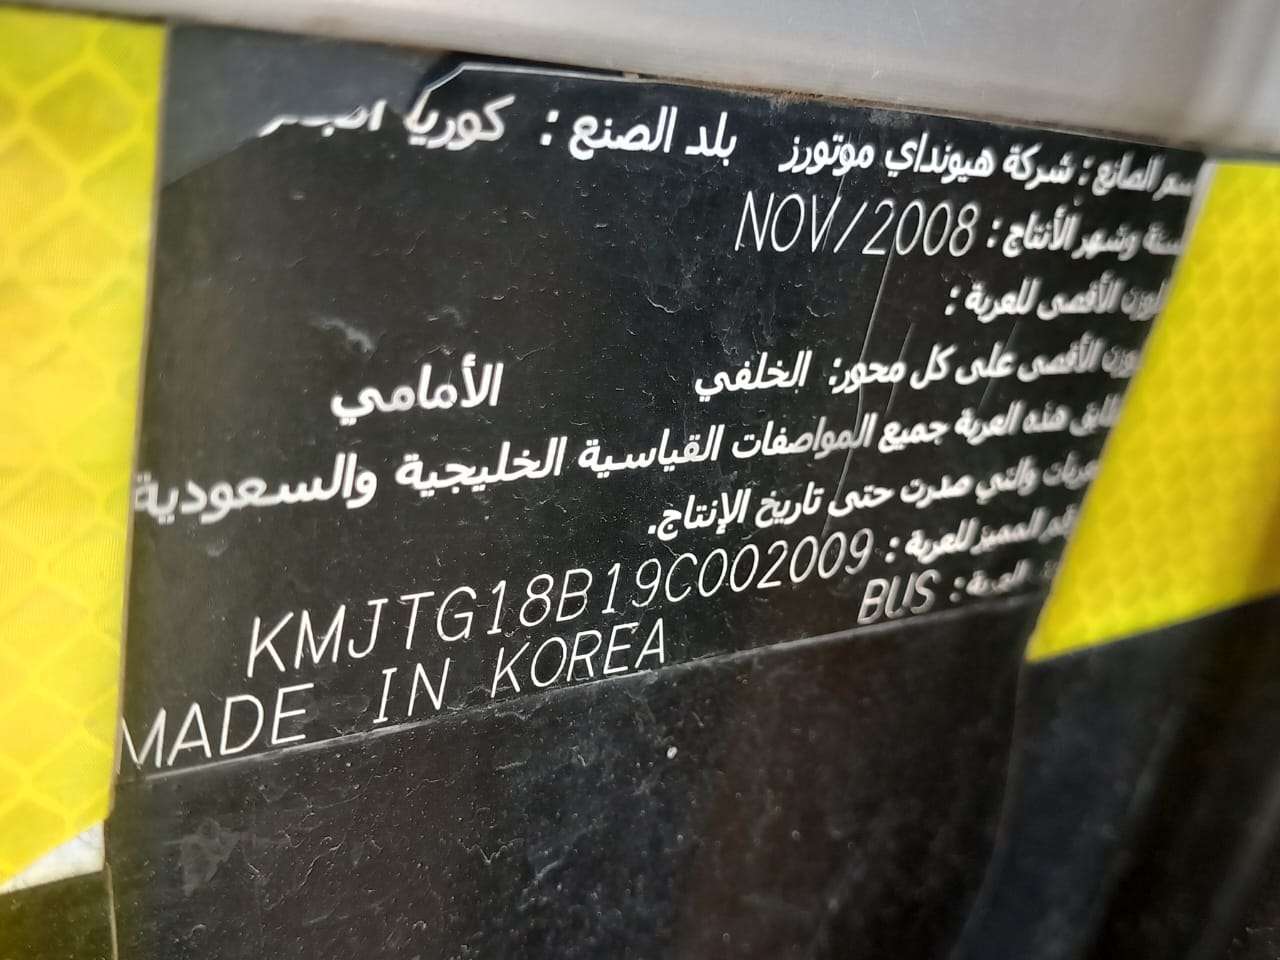 اسم الصانع : شركة هيونداي موتورز بلد الصنع : كوريا
سنة وشهر الأنتاج : NOV/2008
الوزن الأقصى للعربة :
الوزن الأقصى على كل محور: الخلفي الأمامي
تطابق هذه العربة جميع المواصفات القياسية الخليجية والسعودية
للعربات والتي صدرت حتى تاريخ الإنتاج.
الرقم المميز للعربة : KMJTG18B19C002009
العربة : BUS
MADE IN KOREA